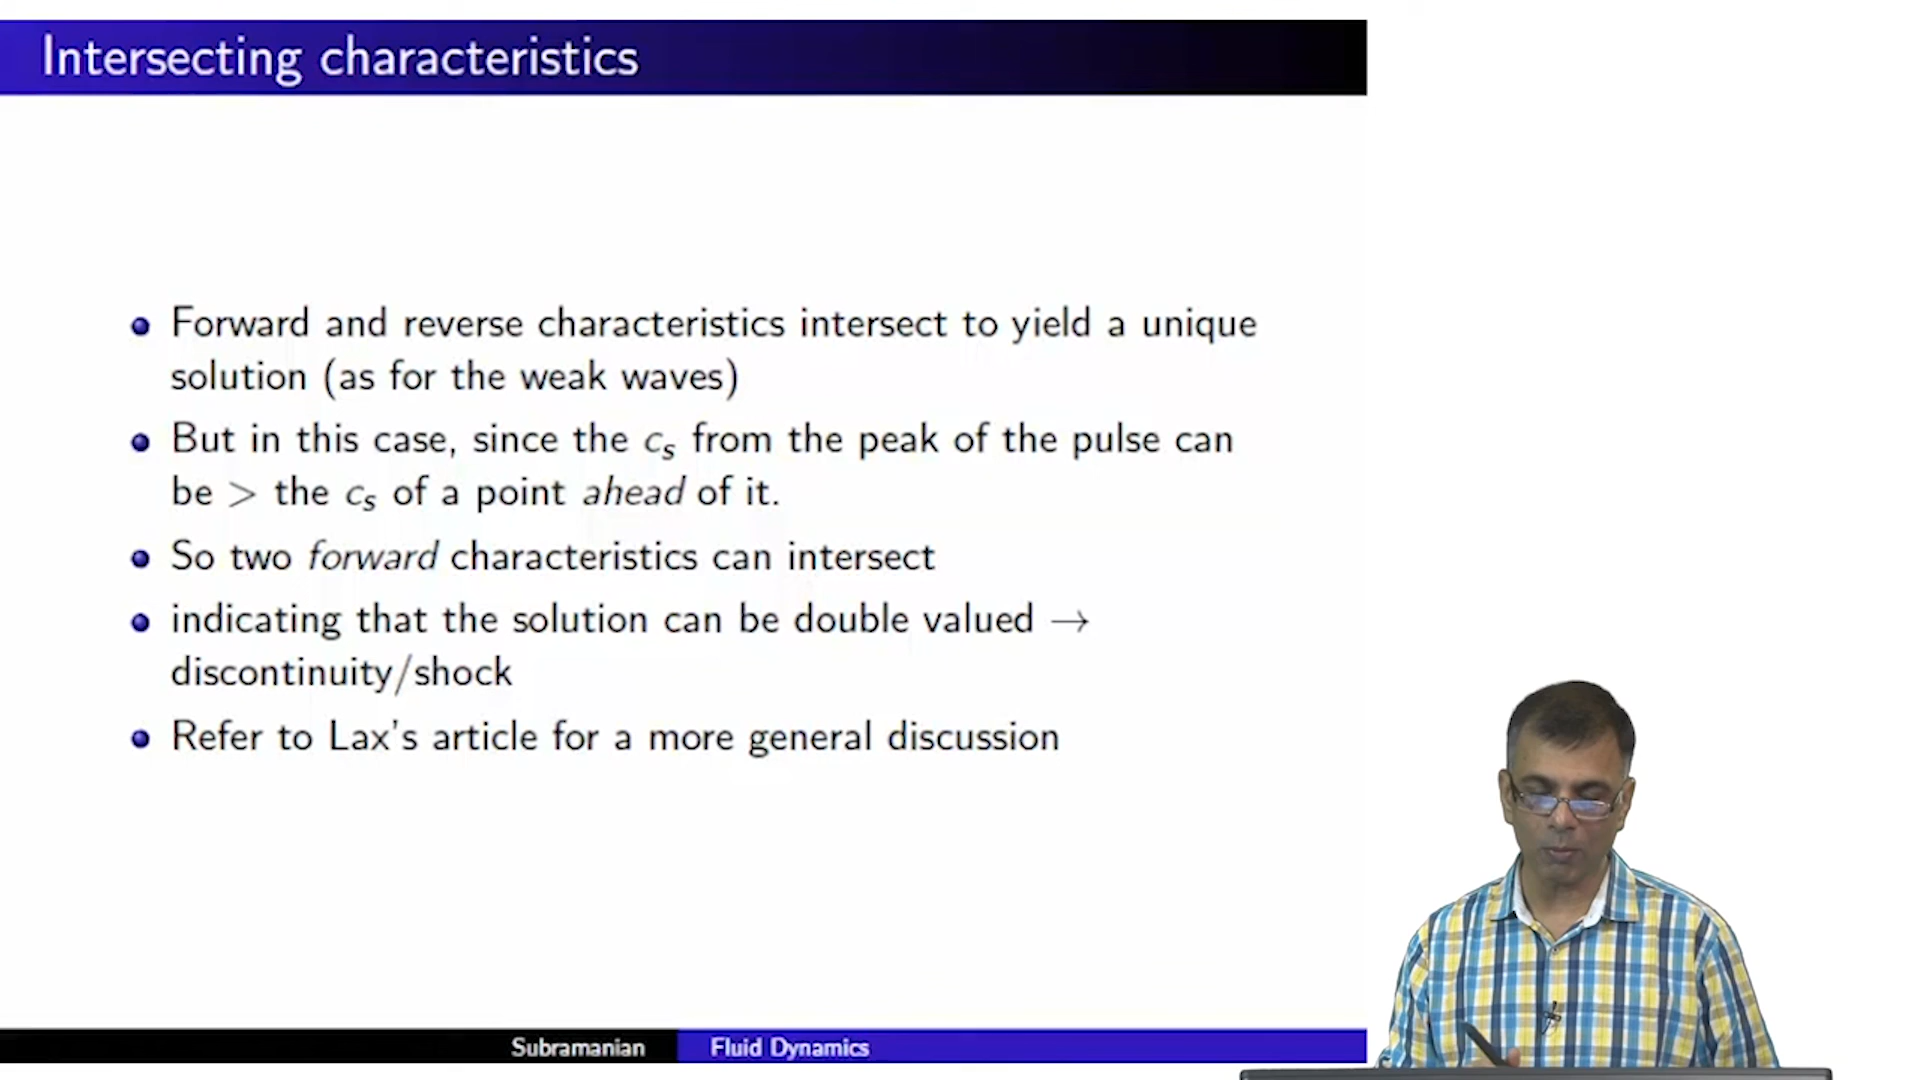 Intersecting characteristics
Forward and reverse characteristics intersect to yield a unique
solution (as for the weak waves)
But in this case, since the cₛ from the peak of the pulse can
be > the cₛ of a point ahead of it.
So two forward characteristics can intersect
indicating that the solution can be double valued →
discontinuity/shock
Refer to Lax's article for a more general discussion
Subramanian
Fluid Dynamics